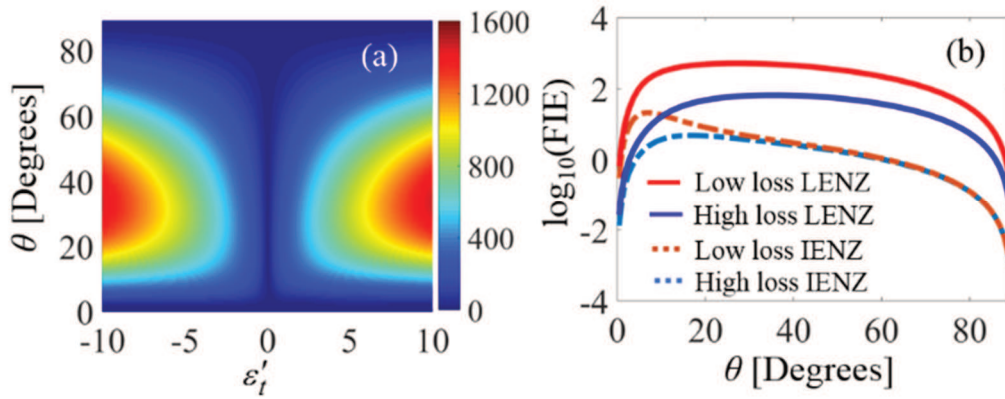 (a)
θ [Degrees]
80
60
40
20
0
-10
-5
0
5
10
ε′t
1600
1200
800
400
0
(b)
log10(FIE)
4
2
0
-2
-4
Low loss LENZ
High loss LENZ
Low loss IENZ
High loss IENZ
0
20
40
60
80
θ [Degrees]